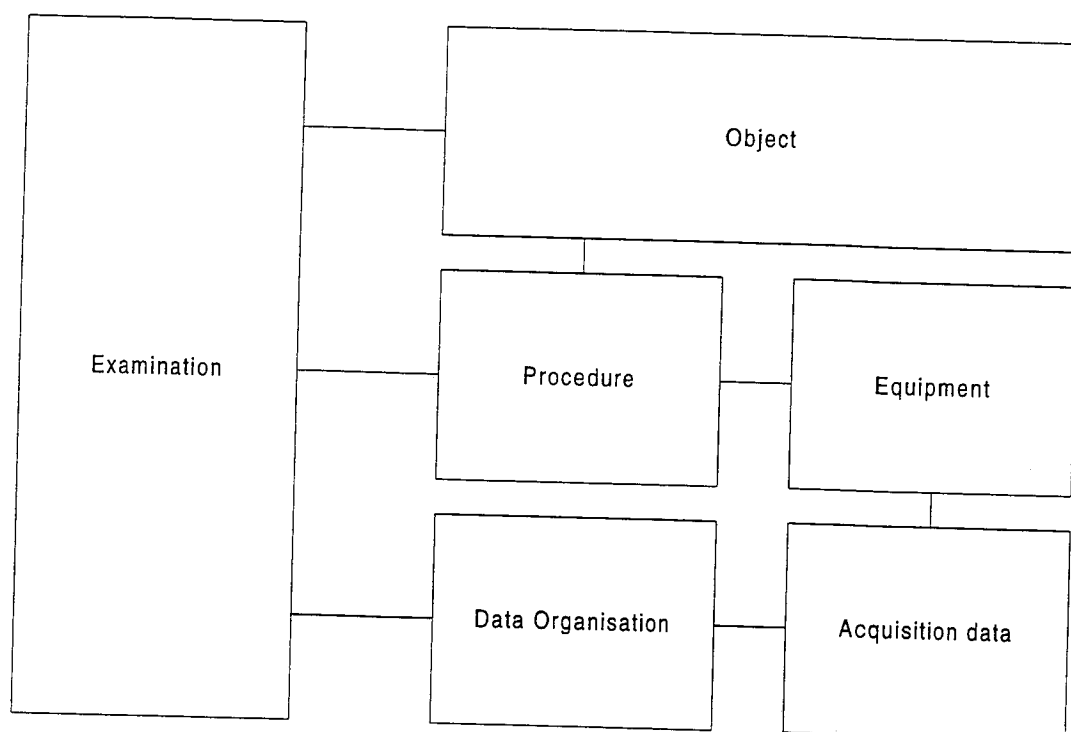 Object
Examination
Procedure
Equipment
Data Organisation
Acquisition data